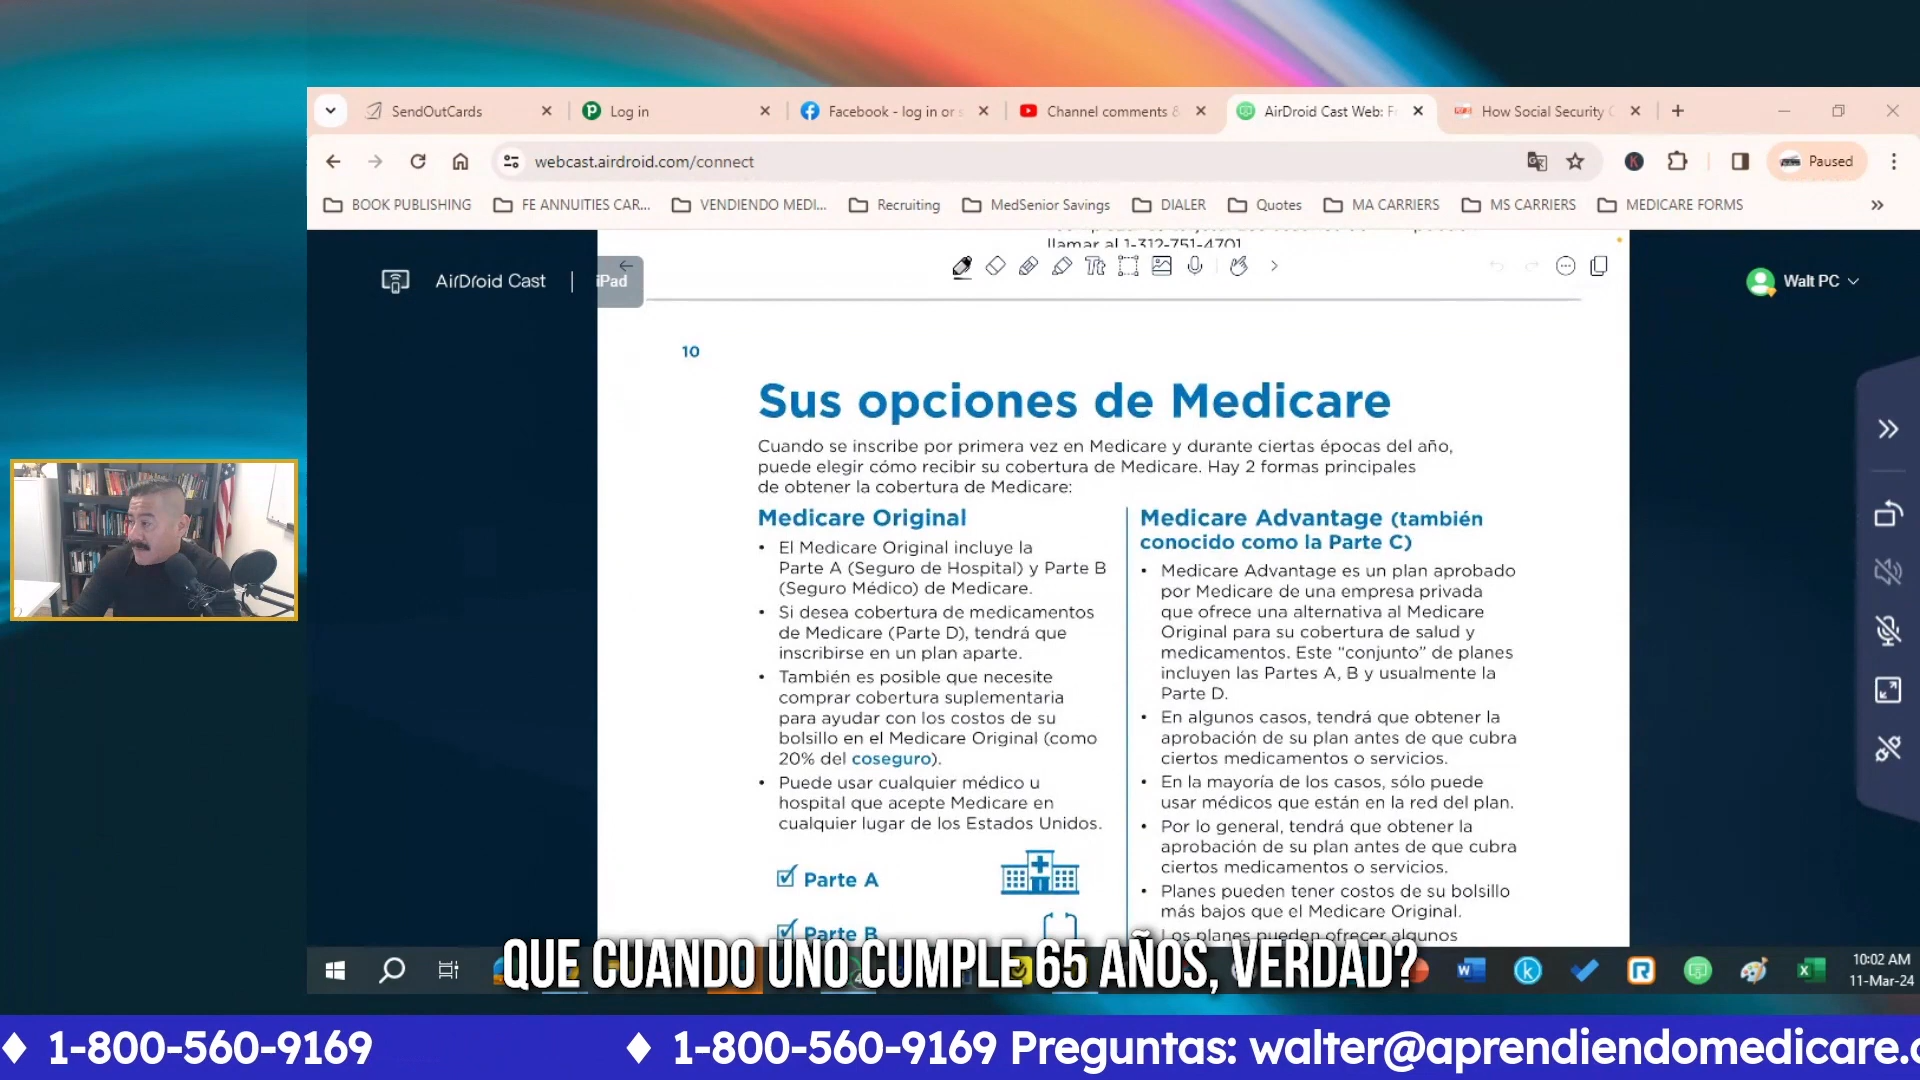 SendOutCards
Log in
Facebook - log in or s
Channel comments &
AirDroid Cast Web: F
How Social Security
webcast.airdroid.com/connect
Paused
BOOK PUBLISHING
FE ANNUITIES CAR...
VENDIENDO MEDI...
Recruiting
MedSenior Savings
DIALER
Quotes
MA CARRIERS
MS CARRIERS
MEDICARE FORMS
llamar al 1-312-751-4701
AirDroid Cast
iPad
Walt PC
10
Sus opciones de Medicare
Cuando se inscribe por primera vez en Medicare y durante ciertas épocas del año,
puede elegir cómo recibir su cobertura de Medicare. Hay 2 formas principales
de obtener la cobertura de Medicare:
Medicare Original
• El Medicare Original incluye la
Parte A (Seguro de Hospital) y Parte B
(Seguro Médico) de Medicare.
• Si desea cobertura de medicamentos
de Medicare (Parte D), tendrá que
inscribirse en un plan aparte.
• También es posible que necesite
comprar cobertura suplementaria
para ayudar con los costos de su
bolsillo en el Medicare Original (como
20% del coseguro).
• Puede usar cualquier médico u
hospital que acepte Medicare en
cualquier lugar de los Estados Unidos.
Parte A
Parte B
Medicare Advantage (también
conocido como la Parte C)
• Medicare Advantage es un plan aprobado
por Medicare de una empresa privada
que ofrece una alternativa al Medicare
Original para su cobertura de salud y
medicamentos. Este “conjunto” de planes
incluyen las Partes A, B y usualmente la
Parte D.
• En algunos casos, tendrá que obtener la
aprobación de su plan antes de que cubra
ciertos medicamentos o servicios.
• En la mayoría de los casos, sólo puede
usar médicos que están en la red del plan.
• Por lo general, tendrá que obtener la
aprobación de su plan antes de que cubra
ciertos medicamentos o servicios.
• Planes pueden tener costos de su bolsillo
más bajos que el Medicare Original.
• Los planes pueden ofrecer algunos
QUE CUANDO UNO CUMPLE 65 AÑOS, VERDAD?
10:02 AM
11-Mar-24
♦ 1-800-560-9169 ♦ 1-800-560-9169 Preguntas: walter@aprendiendomedicare.c